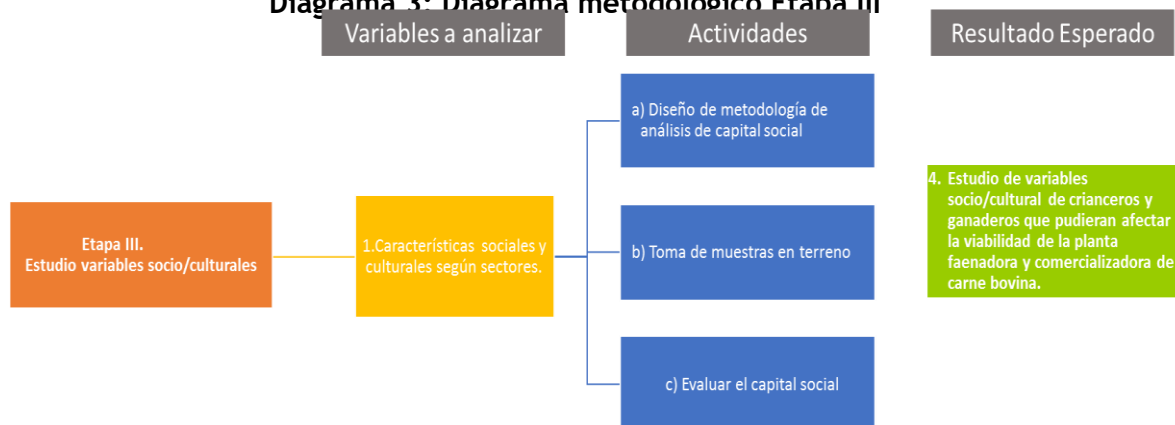 Diagrama 3: Diagrama metodológico Etapa III
Variables a analizar
Actividades
Resultado Esperado
Etapa III.
Estudio variables socio/culturales
1.Características sociales y
culturales según sectores.
a) Diseño de metodología de
análisis de capital social
b) Toma de muestras en terreno
c) Evaluar el capital social
4. Estudio de variables
socio/cultural de crianceros y
ganaderos que pudieran afectar
la viabilidad de la planta
faenadora y comercializadora de
carne bovina.